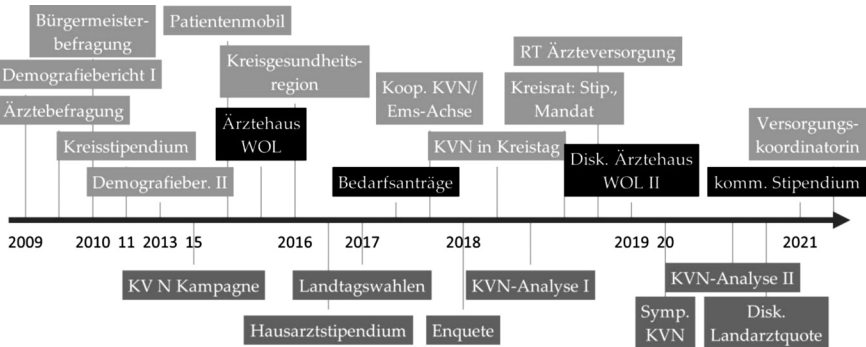 Bürgermeister-
befragung
Patientenmobil
Demografiebericht I
Kreisgesundheits-
region
RT Ärzteversorgung
Ärztebefragung
Koop. KVN/
Ems-Achse
Kreisrat: Stip.,
Mandat
Kreisstipendium
Ärztehaus
WOL
KVN in Kreistag
Versorgungs-
koordinatorin
Demografieber. II
Bedarfsanträge
Disk. Ärztehaus
WOL II
komm. Stipendium
2009 2010 11 2013 15 2016 2017 2018 2019 20 2021
KV N Kampagne
Landtagswahlen
KVN-Analyse I
KVN-Analyse II
Hausarztstipendium
Enquete
Symp.
KVN
Disk.
Landarztquote